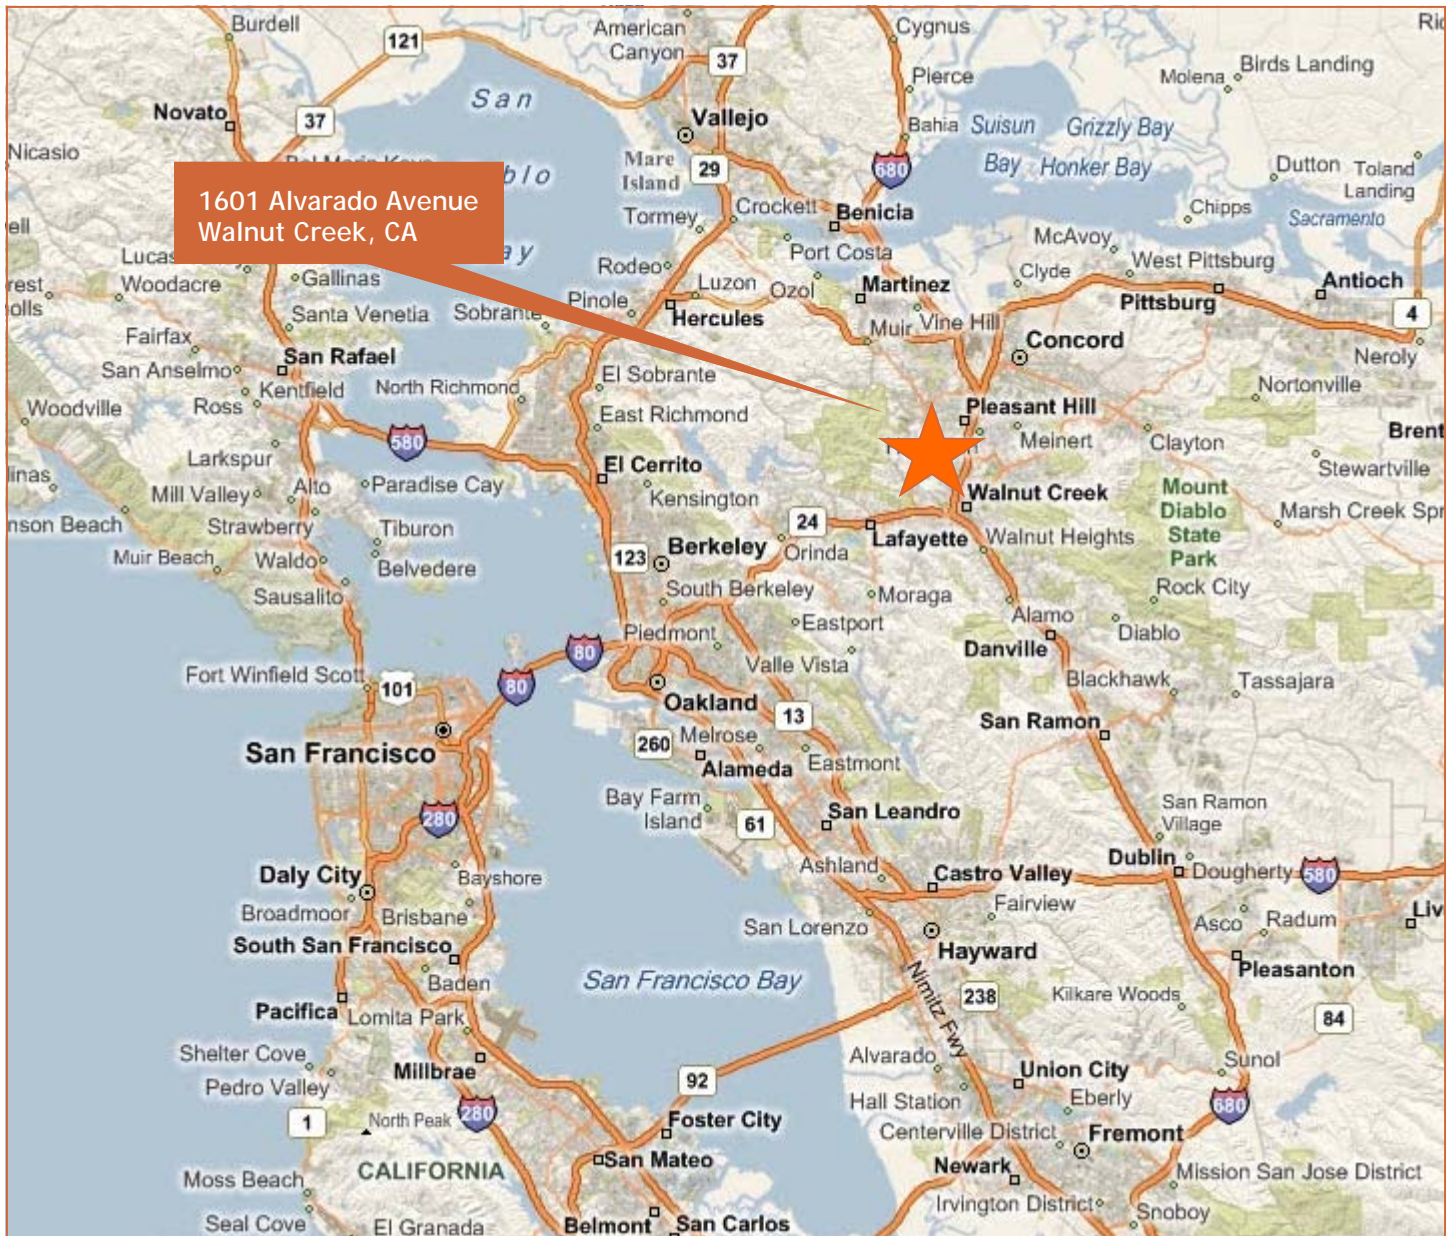 Burdell
121
American
Canyon
Cygnus
37
Pierce
Molena
Birds Landing
Novato
37
San
Vallejo
Bahia
Suisun
Bay
Grizzly Bay
Honker Bay
Nicasio
Mare
Island
29
680
Dutton
Toland
Landing
1601 Alvarado Avenue
Walnut Creek, CA
Crockett
Benicia
Tormey
Chipps
Sacramento
Port Costa
McAvoy
West Pittsburg
Clyde
Gallinas
Woodacre
Rodeo
Luzon
Ozol
Martinez
Pittsburg
Antioch
Pinole
Hercules
Santa Venetia
Muir
Vine Hill
4
Fairfax
San Rafael
Concord
Neroly
San Anselmo
Kentfield
North Richmond
El Sobrante
Nortonville
Woodville
Ross
East Richmond
Pleasant Hill
Meinert
Clayton
Brent
580
Larkspur
El Cerrito
Stewartville
Mill Valley
Alto
Paradise Cay
Kensington
Walnut Creek
Mount
Diablo
State
Park
nson Beach
Strawberry
Tiburon
24
Lafayette
Walnut Heights
Marsh Creek Spr
Muir Beach
Waldo
Belvedere
123
Berkeley
Orinda
Sausalito
South Berkeley
Moraga
Rock City
Alamo
Piedmont
Eastport
Diablo
80
Valle Vista
Danville
Fort Winfield Scott
101
80
Oakland
Blackhawk
Tassajara
13
San Ramon
San Francisco
260
Melrose
Alameda
Eastmont
Bay Farm
Island
61
San Leandro
San Ramon
Village
280
Daly City
Bayshore
Ashland
Castro Valley
Dublin
Dougherty
580
Broadmoor
Brisbane
San Lorenzo
Fairview
Asco
Radum
Liv
South San Francisco
Hayward
Baden
San Francisco Bay
Nimitz Fwy
238
Pleasanton
Pacifica
Lomita Park
Kilkare Woods
84
Shelter Cove
Pedro Valley
Millbrae
92
Alvarado
Union City
Sunol
1
North Peak
280
Foster City
Hall Station
Eberly
680
Centerville District
Fremont
CALIFORNIA
San Mateo
Newark
Mission San Jose District
Moss Beach
Irvington District
Snoboy
Seal Cove
El Granada
Belmont
San Carlos